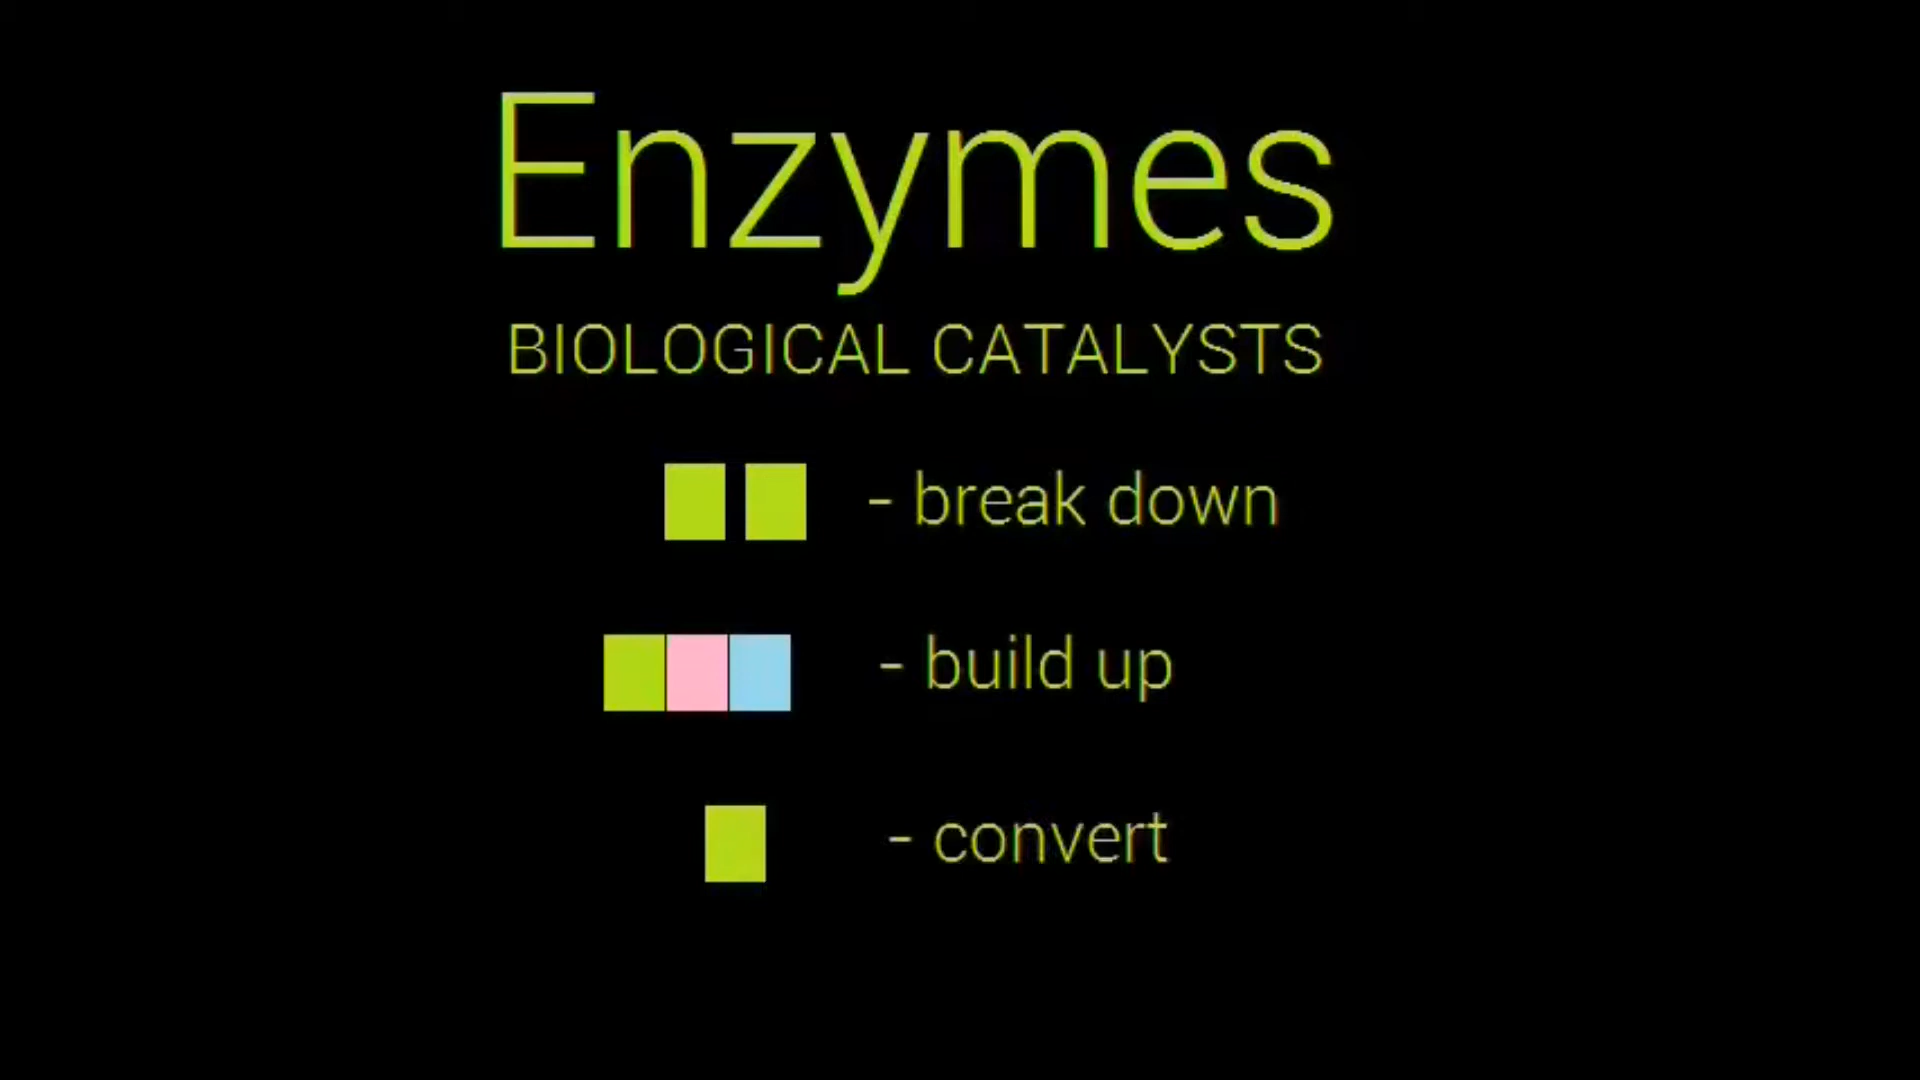 Enzymes
BIOLOGICAL CATALYSTS
- break down
- build up
- convert